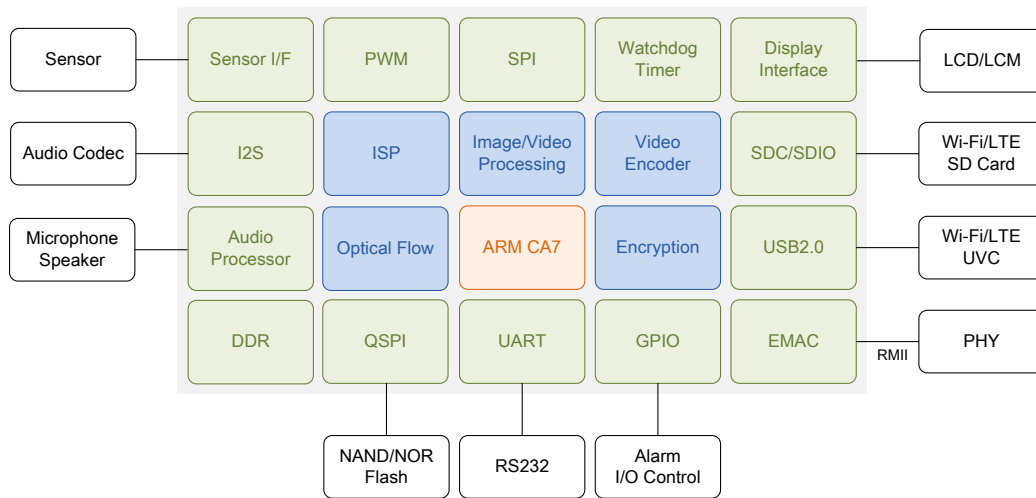 Sensor
Sensor I/F
PWM
SPI
Watchdog
Timer
Display
Interface
LCD/LCM
Audio Codec
I2S
ISP
Image/Video
Processing
Video
Encoder
SDC/SDIO
Wi-Fi/LTE
SD Card
Microphone
Speaker
Audio
Processor
Optical Flow
ARM CA7
Encryption
USB2.0
Wi-Fi/LTE
UVC
DDR
QSPI
UART
GPIO
EMAC
RMII
PHY
NAND/NOR
Flash
RS232
Alarm
I/O Control